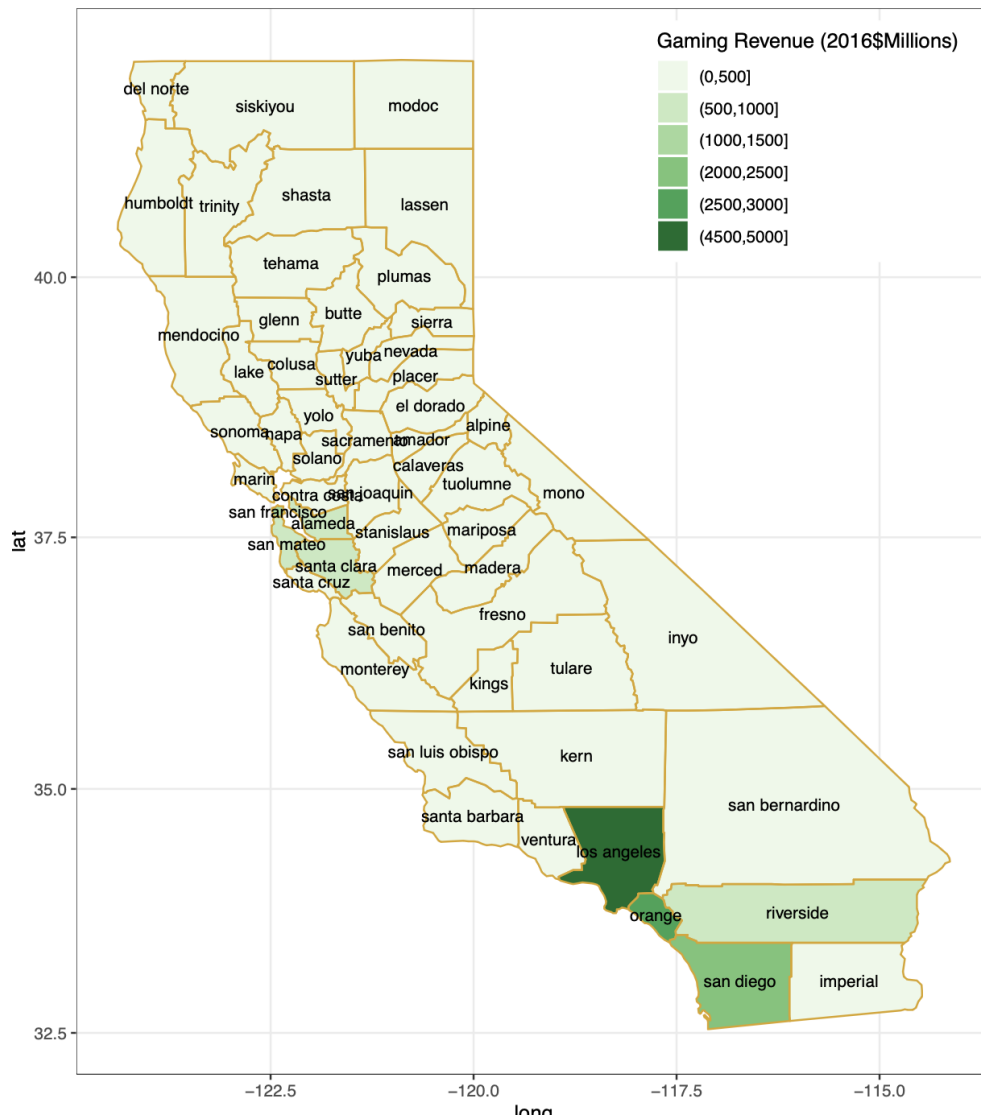 Gaming Revenue (2016$Millions)
(0,500]
(500,1000]
(1000,1500]
(2000,2500]
(2500,3000]
(4500,5000]
del norte
siskiyou
modoc
humboldt
trinity
shasta
lassen
tehama
plumas
40.0
glenn
butte
sierra
mendocino
lake
colusa
sutter
yuba
nevada
placer
yolo
el dorado
sonoma
napa
solano
sacramento
amador
alpine
marin
calaveras
tuolumne
mono
contra costa
san joaquin
san francisco
alameda
stanislaus
mariposa
lat
37.5
san mateo
santa clara
santa cruz
merced
madera
fresno
san benito
inyo
monterey
kings
tulare
san luis obispo
kern
35.0
santa barbara
san bernardino
ventura
los angeles
orange
riverside
san diego
imperial
32.5
−122.5
−120.0
−117.5
−115.0
long